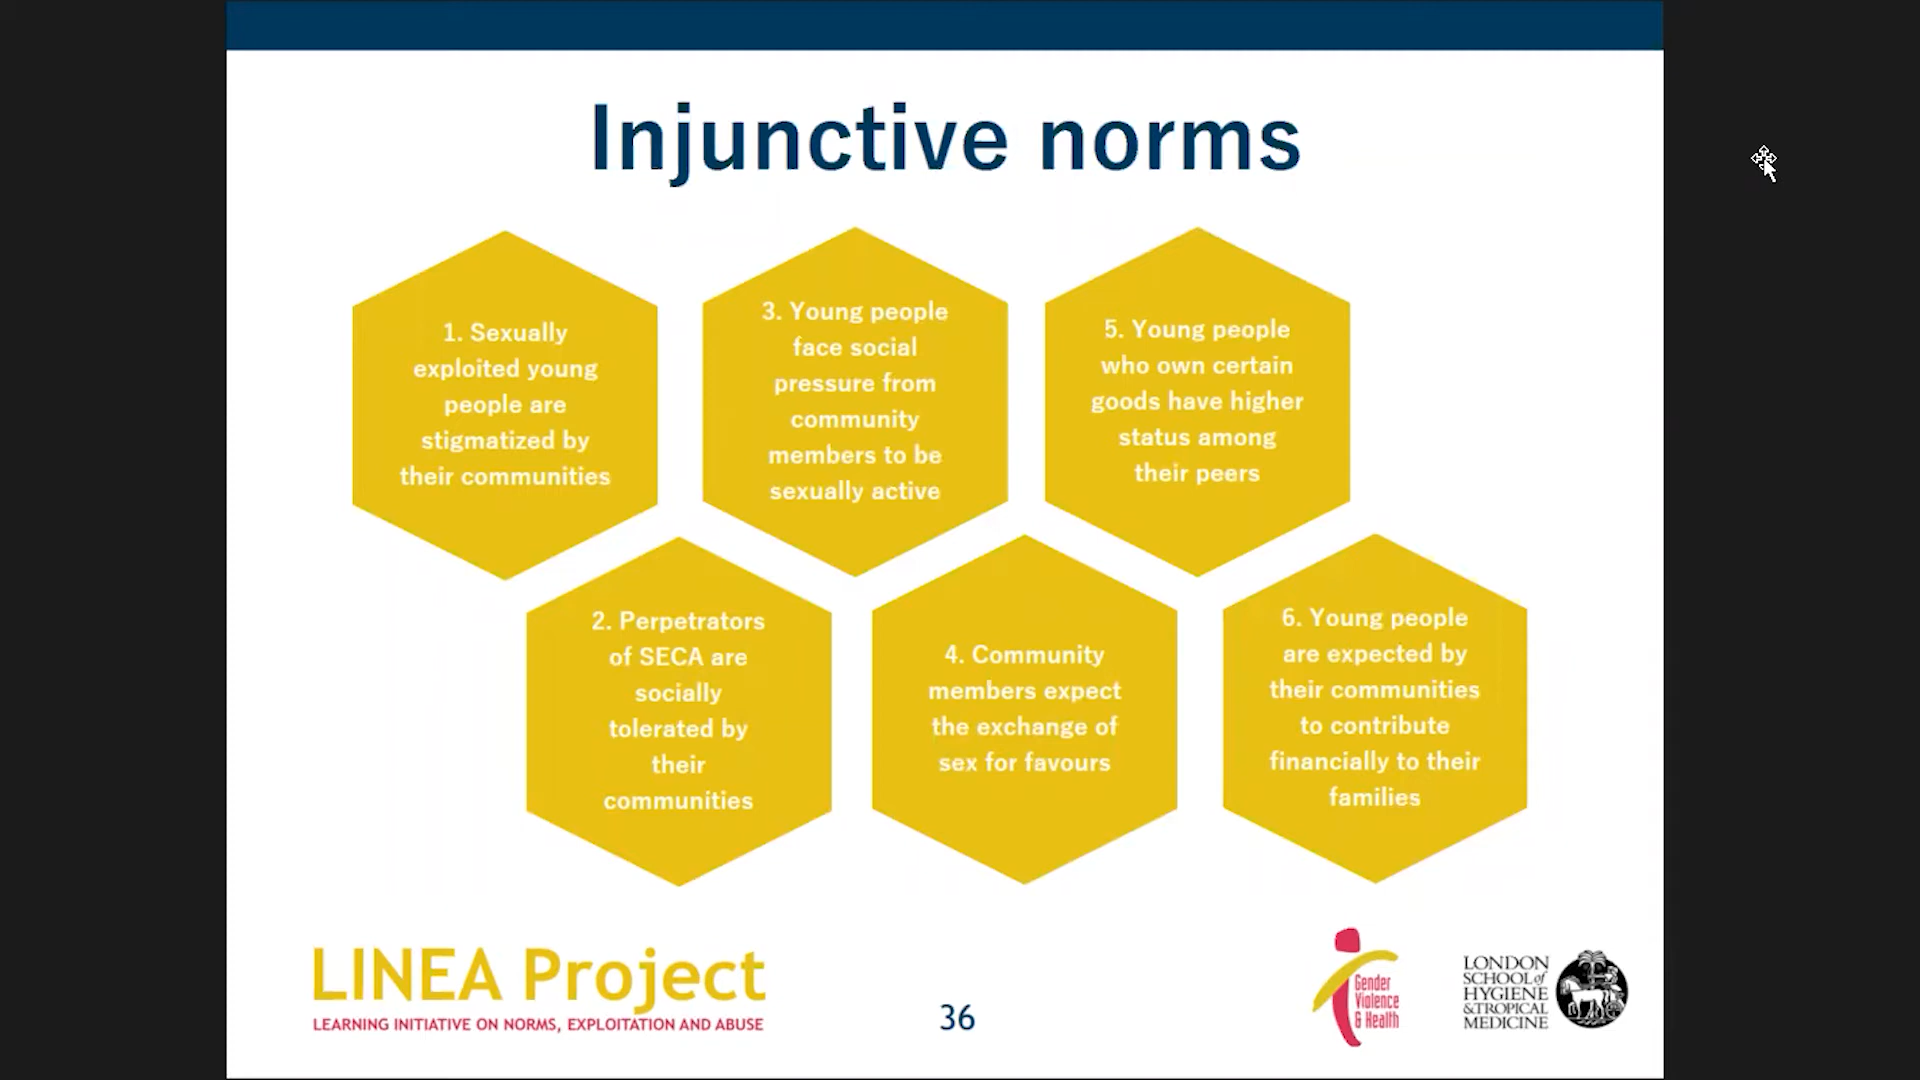 Injunctive norms
1. Sexually
exploited young
people are
stigmatized by
their communities
2. Perpetrators
of SECA are
socially
tolerated by
their
communities
3. Young people
face social
pressure from
community
members to be
sexually active
4. Community
members expect
the exchange of
sex for favours
5. Young people
who own certain
goods have higher
status among
their peers
6. Young people
are expected by
their communities
to contribute
financially to their
families
LINEA Project
LEARNING INITIATIVE ON NORMS, EXPLOITATION AND ABUSE
36
Gender
Violence
& Health
LONDON
SCHOOL of
HYGIENE
& TROPICAL
MEDICINE